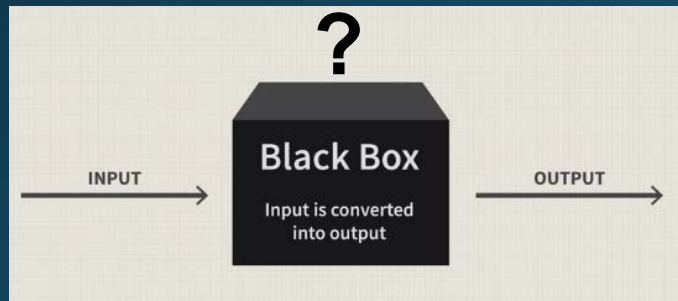 ?
INPUT
Black Box
OUTPUT
Input is converted
into output